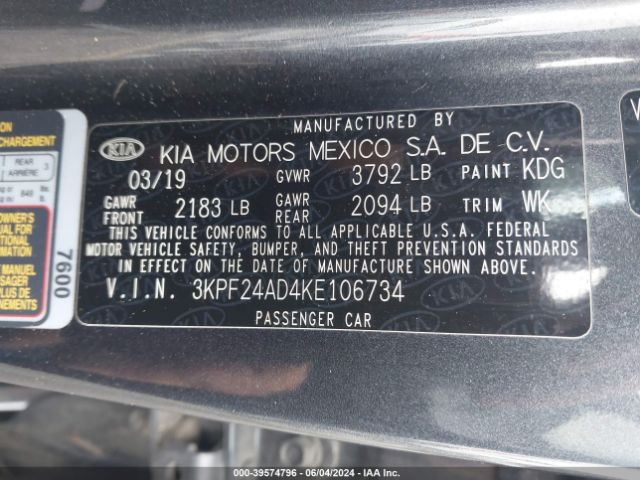 MANUFACTURED BY
KIA KIA MOTORS MEXICO S.A. DE C.V.
03/19 GVWR 3792 LB PAINT KDG
GAWR FRONT 2183 LB GAWR REAR 2094 LB TRIM WK
THIS VEHICLE CONFORMS TO ALL APPLICABLE U.S.A. FEDERAL
MOTOR VEHICLE SAFETY, BUMPER, AND THEFT PREVENTION STANDARDS
IN EFFECT ON THE DATE OF MANUFACTURE SHOWN ABOVE.
V.I.N. 3KPF24AD4KE106734
PASSENGER CAR
CHARGEMENT
REAR
ARRIERE 3
OWNER'S
MANUEL
PLUS DE
7600
000-39574796 - 06/04/2024 - IAA Inc.